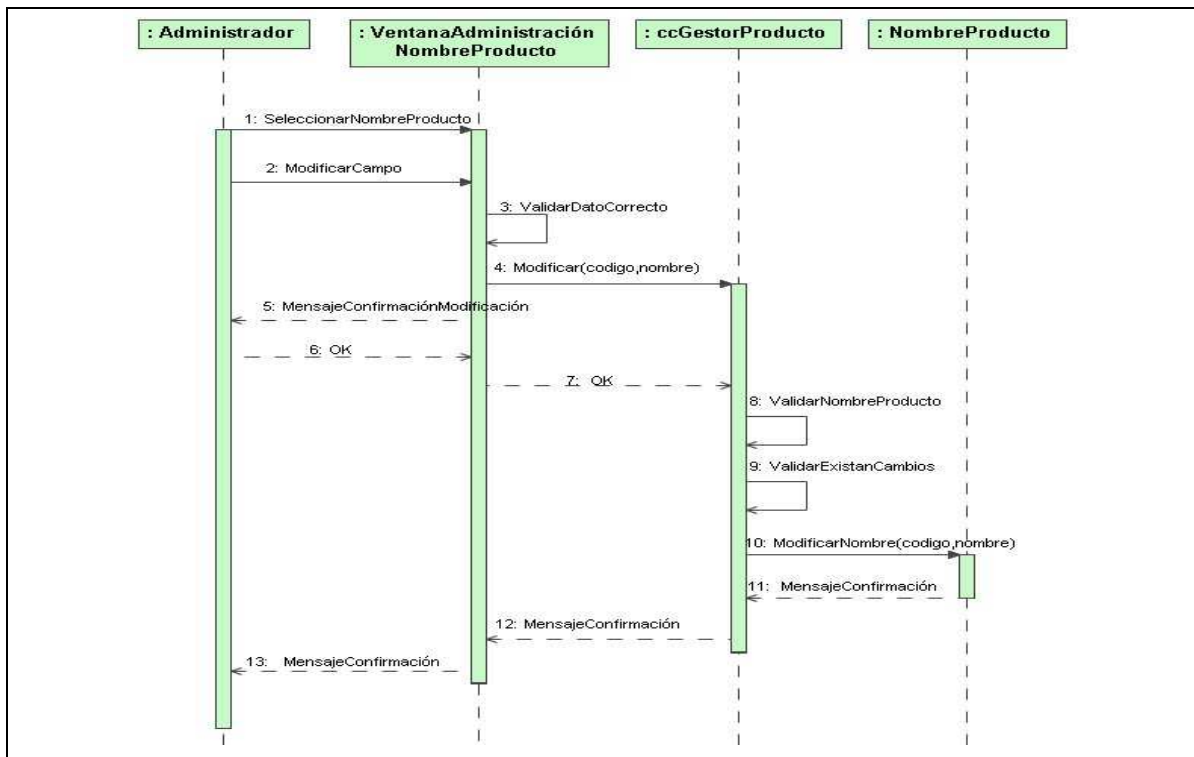 : Administrador
: VentanaAdministración
NombreProducto
: ccGestorProducto
: NombreProducto
1: SeleccionarNombreProducto
2: ModificarCampo
3: ValidarDatoCorrecto
4: Modificar(codigo,nombre)
5: MensajeConfirmaciónModificación
6: OK
7: OK
8: ValidarNombreProducto
9: ValidarExistanCambios
10: ModificarNombre(codigo,nombre)
11: MensajeConfirmación
12: MensajeConfirmación
13: MensajeConfirmación